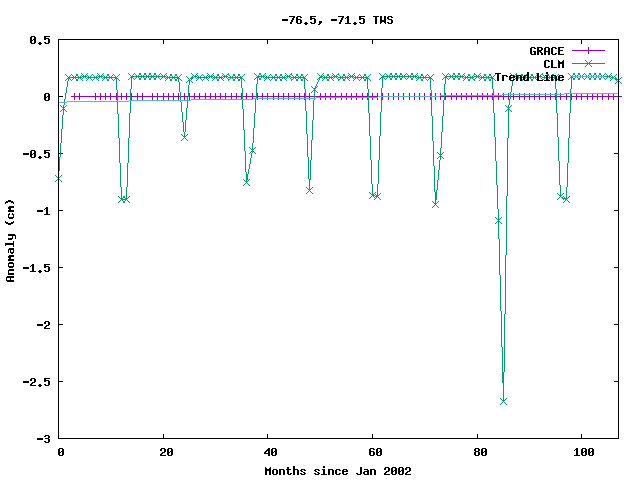 -76.5, -71.5 TWS
GRACE
CLM
Trend Line
0.5
0
-0.5
-1
-1.5
-2
-2.5
-3
Anomaly (cm)
0 20 40 60 80 100
Months since Jan 2002